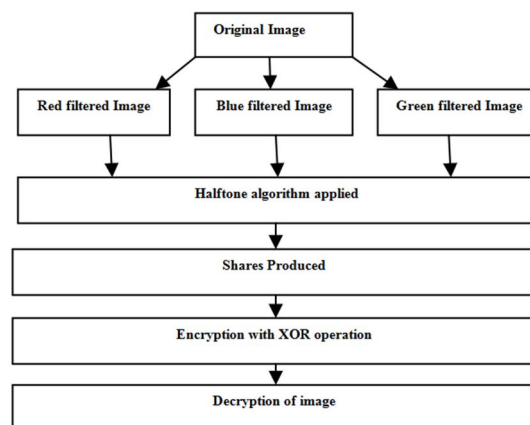 Original Image
Red filtered Image
Blue filtered Image
Green filtered Image
Halftone algorithm applied
Shares Produced
Encryption with XOR operation
Decryption of image